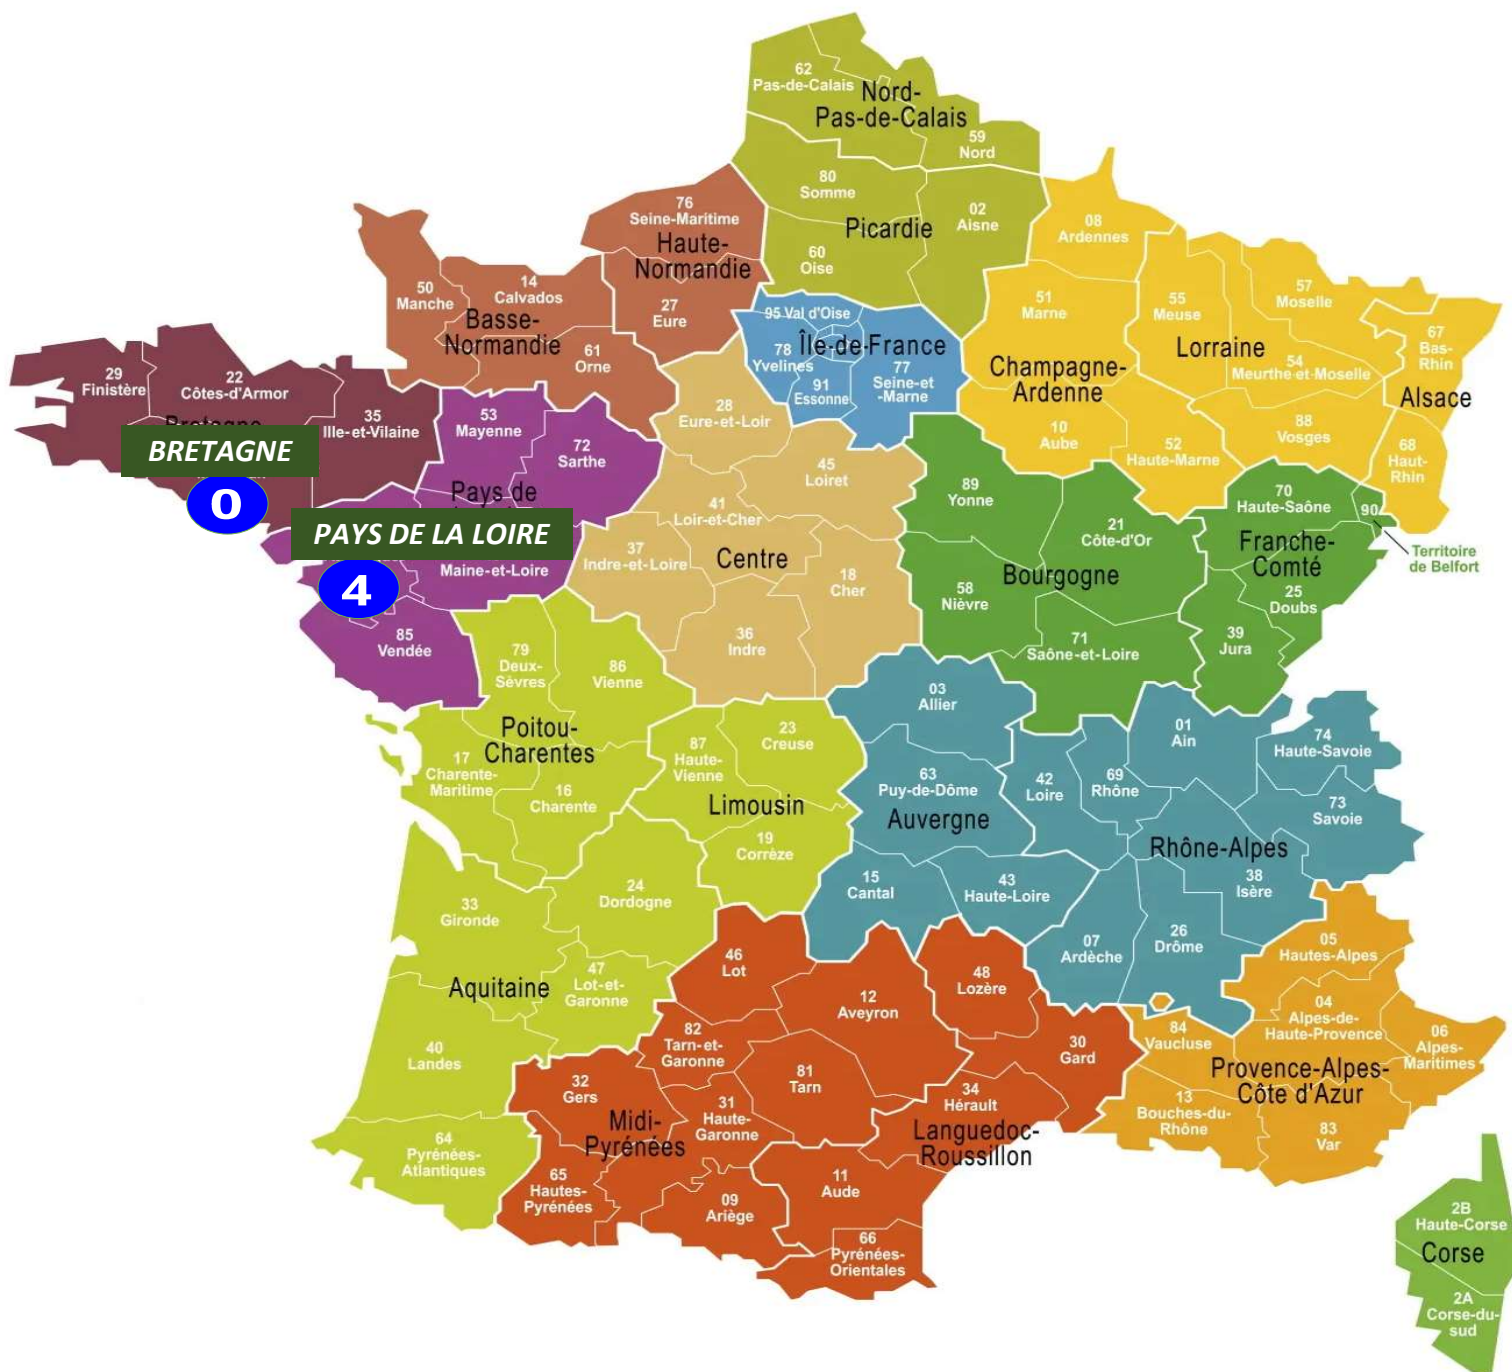 62
Pas-de-Calais
Nord-
Pas-de-Calais
59
Nord
80
Somme
02
Aisne
Picardie
60
Oise
76
Seine-Maritime
Haute-
Normandie
27
Eure
50
Manche
14
Calvados
Basse-
Normandie
61
Orne
08
Ardennes
51
Marne
Champagne-
Ardenne
10
Aube
52
Haute-Marne
55
Meuse
57
Moselle
Lorraine
54
Meurthe-et-Moselle
88
Vosges
67
Bas-
Rhin
Alsace
68
Haut-
Rhin
95 Val d'Oise
Île-de-France
78
Yvelines
91
Essonne
77
Seine-et
-Marne
29
Finistère
22
Côtes-d'Armor
35
Ille-et-Vilaine
Bretagne
BRETAGNE
0
53
Mayenne
72
Sarthe
Pays de
PAYS DE LA LOIRE
4
Maine-et-Loire
85
Vendée
28
Eure-et-Loir
45
Loiret
41
Loir-et-Cher
37
Indre-et-Loire
Centre
18
Cher
36
Indre
89
Yonne
21
Côte-d'Or
Bourgogne
58
Nièvre
71
Saône-et-Loire
70
Haute-Saône
90
Territoire
de Belfort
Franche-
Comté
25
Doubs
39
Jura
79
Deux-
Sèvres
86
Vienne
Poitou-
Charentes
17
Charente-
Maritime
16
Charente
23
Creuse
87
Haute-
Vienne
Limousin
19
Corrèze
03
Allier
63
Puy-de-Dôme
Auvergne
15
Cantal
43
Haute-Loire
01
Ain
74
Haute-Savoie
42
Loire
69
Rhône
73
Savoie
Rhône-Alpes
38
Isère
07
Ardèche
26
Drôme
24
Dordogne
33
Gironde
47
Lot-et-
Garonne
Aquitaine
40
Landes
64
Pyrénées-
Atlantiques
46
Lot
12
Aveyron
82
Tarn-et-
Garonne
81
Tarn
32
Gers
31
Haute-
Garonne
Midi-
Pyrénées
65
Hautes-
Pyrénées
09
Ariège
48
Lozère
30
Gard
34
Hérault
Languedoc-
Roussillon
11
Aude
66
Pyrénées-
Orientales
05
Hautes-Alpes
04
Alpes-de-
Haute-Provence
06
Alpes-
Maritimes
84
Vaucluse
Provence-Alpes-
Côte d'Azur
13
Bouches-du-
Rhône
83
Var
2B
Haute-Corse
Corse
2A
Corse-du-
sud